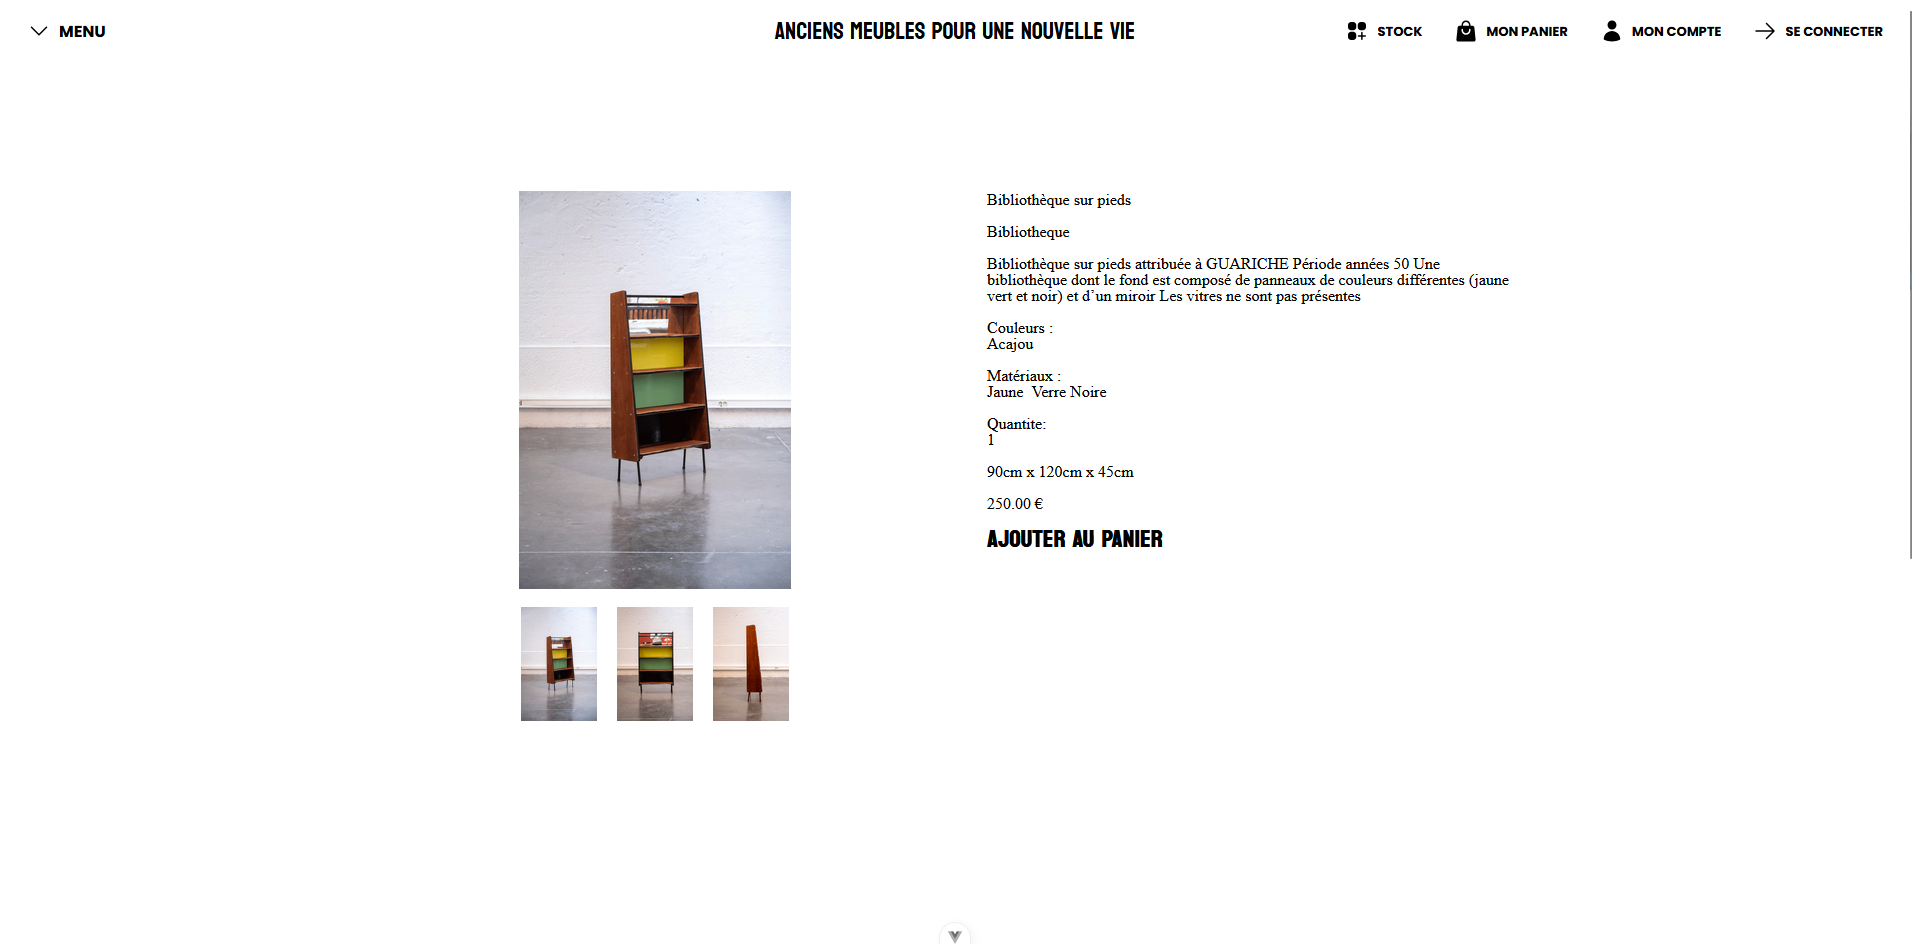 MENU
ANCIENS MEUBLES POUR UNE NOUVELLE VIE
STOCK
MON PANIER
MON COMPTE
SE CONNECTER
Bibliothèque sur pieds
Bibliotheque
Bibliothèque sur pieds attribuée à GUARICHE Période années 50 Une
bibliothèque dont le fond est composé de panneaux de couleurs différentes (jaune
vert et noir) et d’un miroir Les vitres ne sont pas présentes
Couleurs :
Acajou
Matériaux :
Jaune  Verre Noire
Quantite:
1
90cm x 120cm x 45cm
250.00 €
AJOUTER AU PANIER